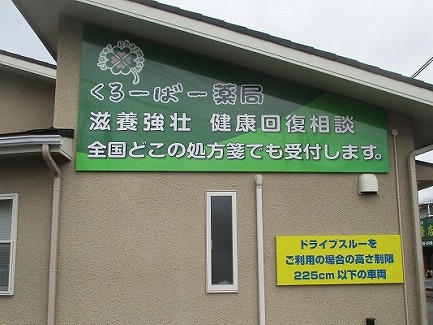 くろーばー薬局
滋養強壮 健康回復相談
全国どこの処方箋でも受付します。
ドライブスルーを
ご利用の場合の高さ制限
225cm 以下の車両